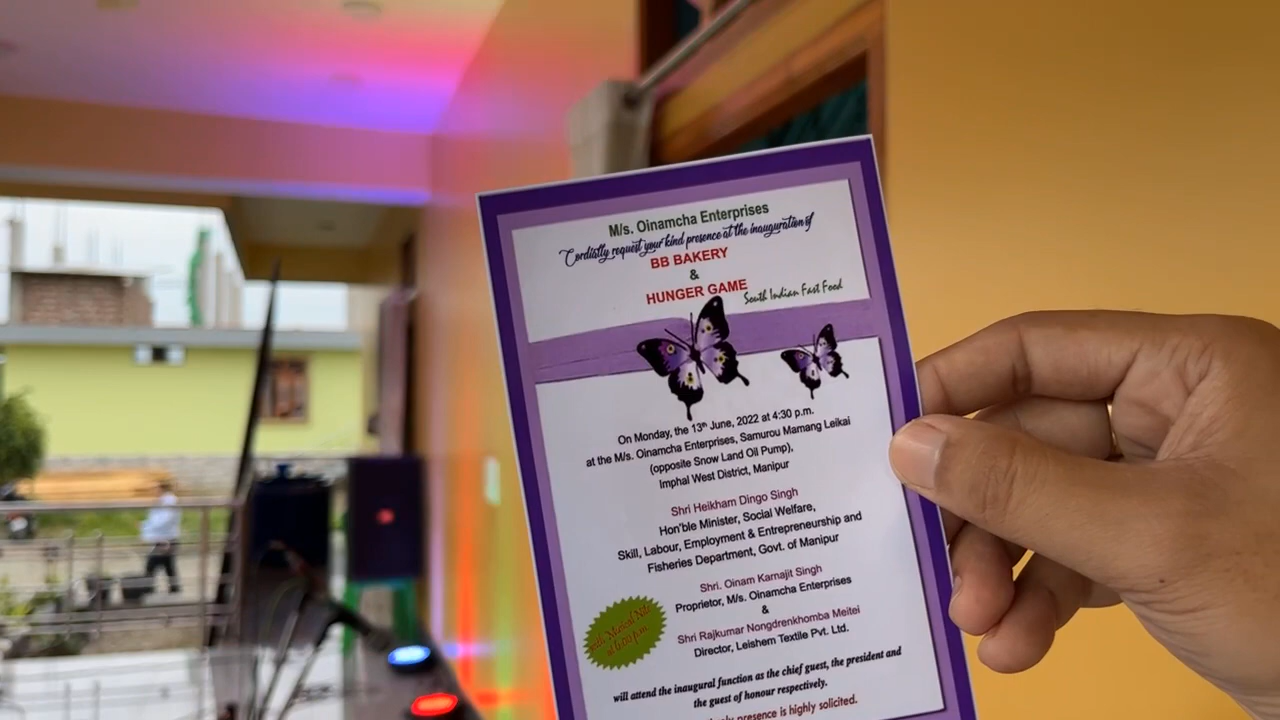 M/s. Oinamcha Enterprises
Cordially request your kind presence at the inauguration of
BB BAKERY
&
HUNGER GAME
South Indian Fast Food
On Monday, the 13th June, 2022 at 4:30 p.m.
at the M/s. Oinamcha Enterprises, Samurou Mamang Leikai
(opposite Snow Land Oil Pump),
Imphal West District, Manipur
Shri Heikham Dingo Singh
Hon'ble Minister, Social Welfare,
Skill, Labour, Employment & Entrepreneurship and
Fisheries Department, Govt. of Manipur
Shri. Oinam Karnajit Singh
Proprietor, M/s. Oinamcha Enterprises
&
Shri Rajkumar Nongdrenkhomba Meitei
Director, Leishem Textile Pvt. Ltd.
Musical Nite
at 6:00 p.m
will attend the inaugural function as the chief guest, the president and
the guest of honour respectively.
presence is highly solicited.